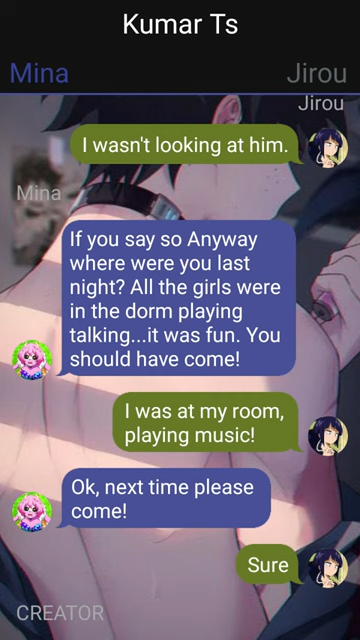 Kumar Ts
Mina
Jirou
Jirou
I wasn't looking at him.
Mina
If you say so Anyway
where were you last
night? All the girls were
in the dorm playing
talking...it was fun. You
should have come!
I was at my room,
playing music!
Ok, next time please
come!
Sure
CREATOR